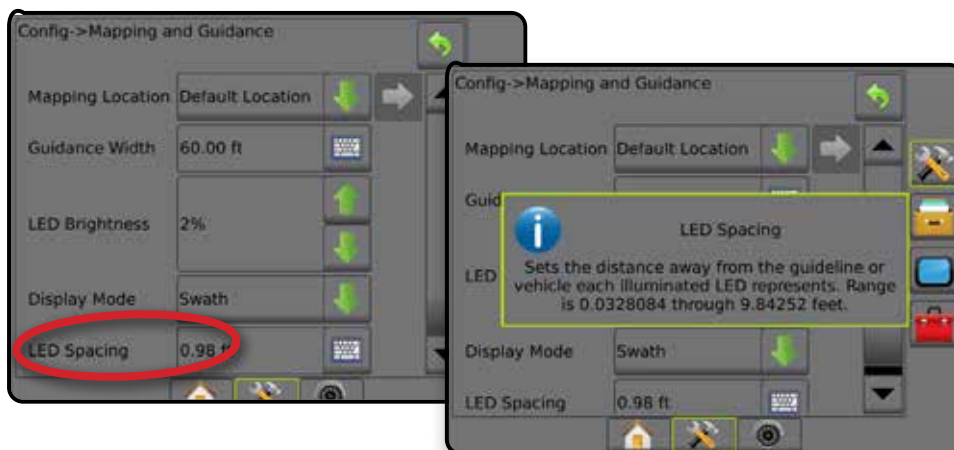 Config->Mapping and Guidance
Mapping Location Default Location
Guidance Width 60.00 ft
LED Brightness 2%
Display Mode Swath
LED Spacing 0.98 ft
Config->Mapping and Guidance
Mapping Location Default Location
Guid
LED Spacing
LED
Sets the distance away from the guideline or
vehicle each illuminated LED represents. Range
is 0.0328084 through 9.84252 feet.
Display Mode Swath
LED Spacing 0.98 ft